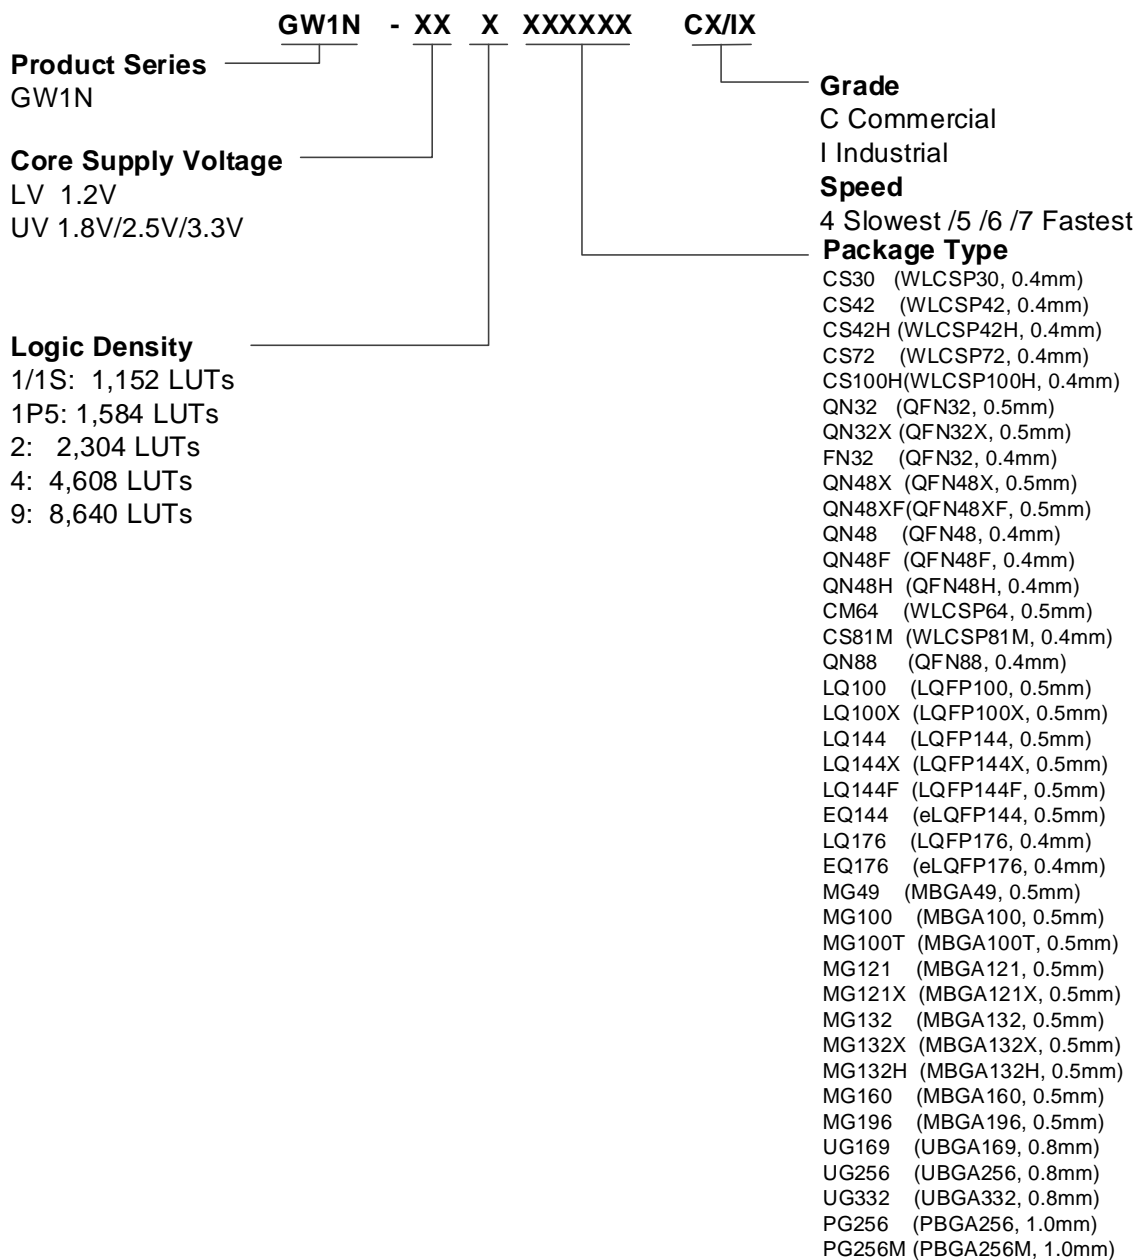 GW1N - XX X XXXXXX CX/IX
Product Series
GW1N
Core Supply Voltage
LV 1.2V
UV 1.8V/2.5V/3.3V
Logic Density
1/1S: 1,152 LUTs
1P5: 1,584 LUTs
2: 2,304 LUTs
4: 4,608 LUTs
9: 8,640 LUTs
Grade
C Commercial
I Industrial
Speed
4 Slowest /5 /6 /7 Fastest
Package Type
CS30 (WLCSP30, 0.4mm)
CS42 (WLCSP42, 0.4mm)
CS42H (WLCSP42H, 0.4mm)
CS72 (WLCSP72, 0.4mm)
CS100H(WLCSP100H, 0.4mm)
QN32 (QFN32, 0.5mm)
QN32X (QFN32X, 0.5mm)
FN32 (QFN32, 0.4mm)
QN48X (QFN48X, 0.5mm)
QN48XF(QFN48XF, 0.5mm)
QN48 (QFN48, 0.4mm)
QN48F (QFN48F, 0.4mm)
QN48H (QFN48H, 0.4mm)
CM64 (WLCSP64, 0.5mm)
CS81M (WLCSP81M, 0.4mm)
QN88 (QFN88, 0.4mm)
LQ100 (LQFP100, 0.5mm)
LQ100X (LQFP100X, 0.5mm)
LQ144 (LQFP144, 0.5mm)
LQ144X (LQFP144X, 0.5mm)
LQ144F (LQFP144F, 0.5mm)
EQ144 (eLQFP144, 0.5mm)
LQ176 (LQFP176, 0.4mm)
EQ176 (eLQFP176, 0.4mm)
MG49 (MBGA49, 0.5mm)
MG100 (MBGA100, 0.5mm)
MG100T (MBGA100T, 0.5mm)
MG121 (MBGA121, 0.5mm)
MG121X (MBGA121X, 0.5mm)
MG132 (MBGA132, 0.5mm)
MG132X (MBGA132X, 0.5mm)
MG132H (MBGA132H, 0.5mm)
MG160 (MBGA160, 0.5mm)
MG196 (MBGA196, 0.5mm)
UG169 (UBGA169, 0.8mm)
UG256 (UBGA256, 0.8mm)
UG332 (UBGA332, 0.8mm)
PG256 (PBGA256, 1.0mm)
PG256M (PBGA256M, 1.0mm)